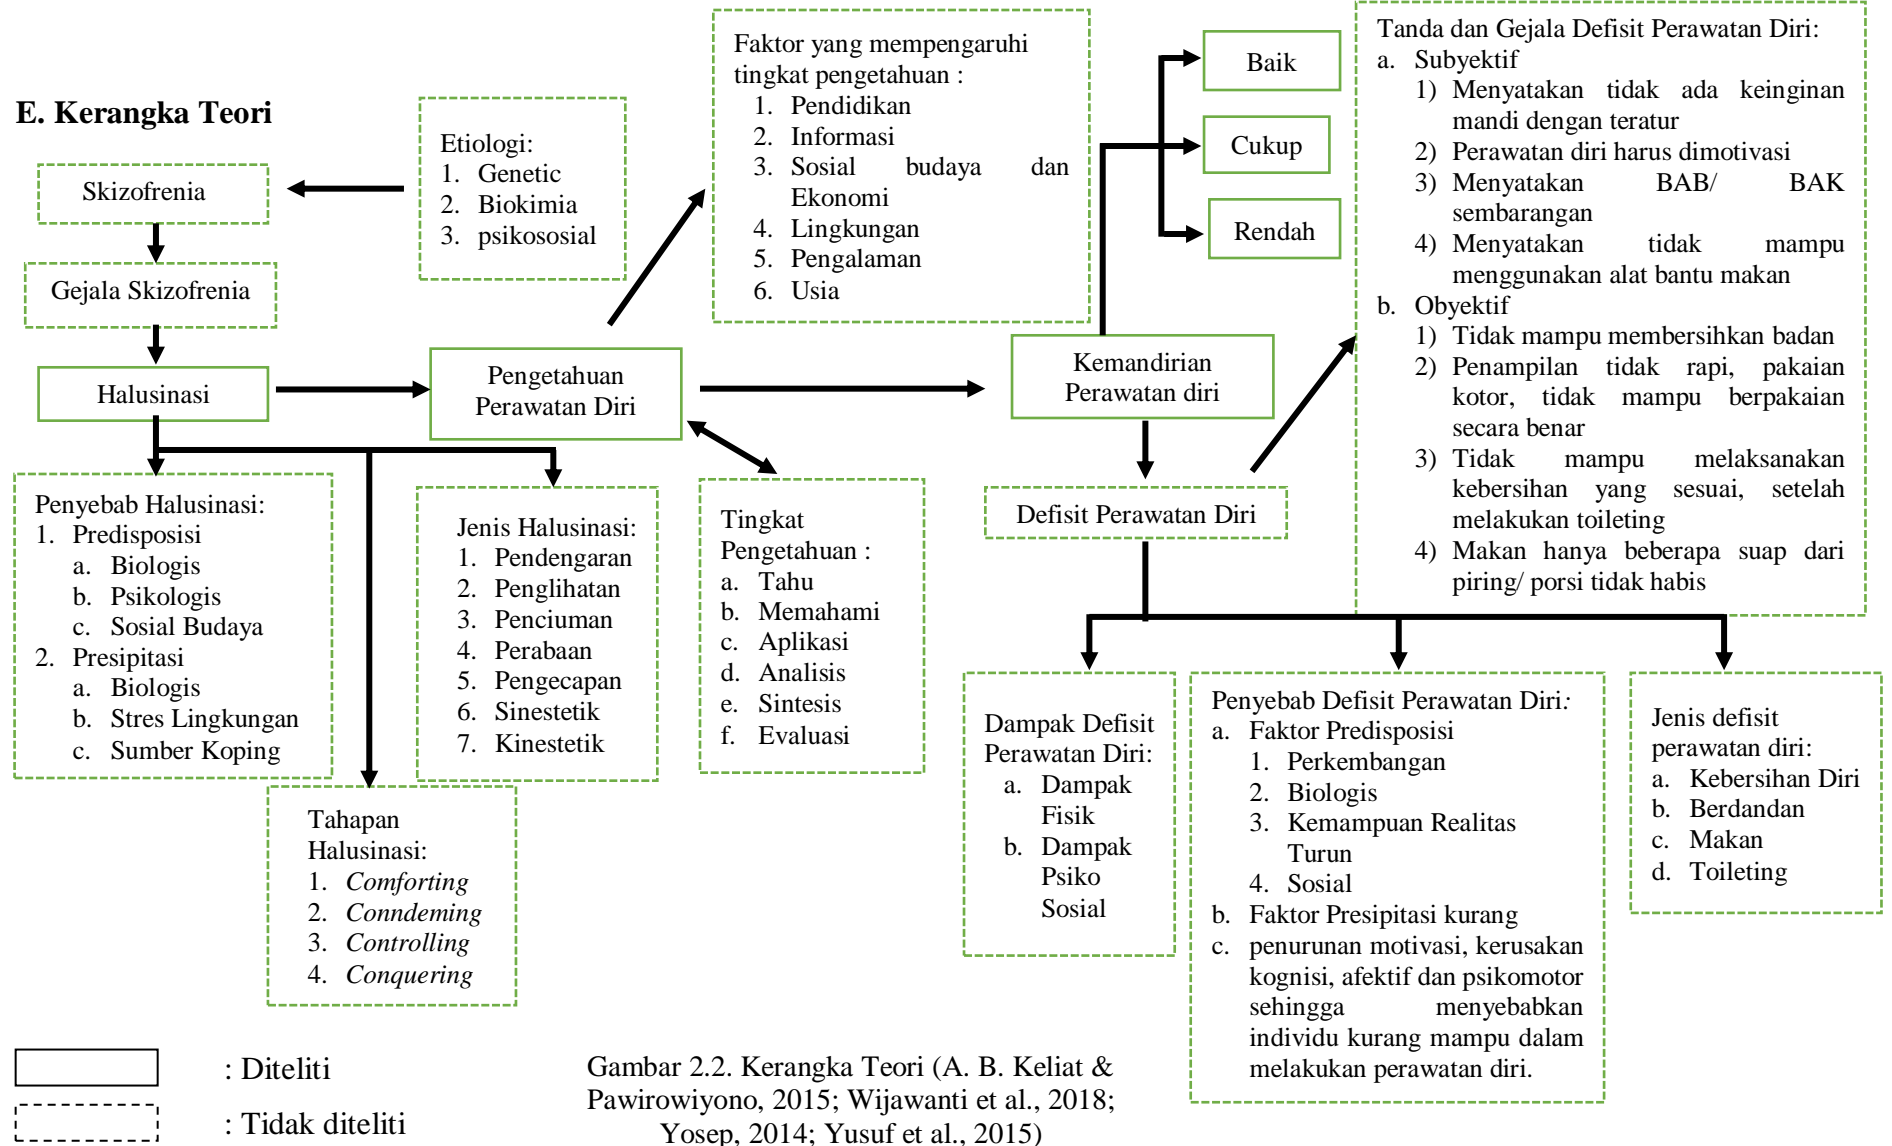 E. Kerangka Teori
Skizofrenia
Gejala Skizofrenia
Halusinasi
Etiologi:
1. Genetic
2. Biokimia
3. psikososial
Pengetahuan
Perawatan Diri
Faktor yang mempengaruhi
tingkat pengetahuan :
1. Pendidikan
2. Informasi
3. Sosial budaya dan
Ekonomi
4. Lingkungan
5. Pengalaman
6. Usia
Baik
Cukup
Rendah
Kemandirian
Perawatan diri
Defisit Perawatan Diri
Tanda dan Gejala Defisit Perawatan Diri:
a. Subyektif
1) Menyatakan tidak ada keinginan
mandi dengan teratur
2) Perawatan diri harus dimotivasi
3) Menyatakan BAB/ BAK
sembarangan
4) Menyatakan tidak mampu
menggunakan alat bantu makan
b. Obyektif
1) Tidak mampu membersihkan badan
2) Penampilan tidak rapi, pakaian
kotor, tidak mampu berpakaian
secara benar
3) Tidak mampu melaksanakan
kebersihan yang sesuai, setelah
melakukan toileting
4) Makan hanya beberapa suap dari
piring/ porsi tidak habis
Penyebab Halusinasi:
1. Predisposisi
a. Biologis
b. Psikologis
c. Sosial Budaya
2. Presipitasi
a. Biologis
b. Stres Lingkungan
c. Sumber Koping
Tahapan
Halusinasi:
1. Comforting
2. Conndeming
3. Controlling
4. Conquering
Jenis Halusinasi:
1. Pendengaran
2. Penglihatan
3. Penciuman
4. Perabaan
5. Pengecapan
6. Sinestetik
7. Kinestetik
Tingkat
Pengetahuan :
a. Tahu
b. Memahami
c. Aplikasi
d. Analisis
e. Sintesis
f. Evaluasi
Dampak Defisit
Perawatan Diri:
a. Dampak
Fisik
b. Dampak
Psiko
Sosial
Penyebab Defisit Perawatan Diri:
a. Faktor Predisposisi
1. Perkembangan
2. Biologis
3. Kemampuan Realitas
Turun
4. Sosial
b. Faktor Presipitasi kurang
c. penurunan motivasi, kerusakan
kognisi, afektif dan psikomotor
sehingga menyebabkan
individu kurang mampu dalam
melakukan perawatan diri.
Jenis defisit
perawatan diri:
a. Kebersihan Diri
b. Berdandan
c. Makan
d. Toileting
: Diteliti
: Tidak diteliti
Gambar 2.2. Kerangka Teori (A. B. Keliat &
Pawirowiyono, 2015; Wijawanti et al., 2018;
Yosep, 2014; Yusuf et al., 2015)